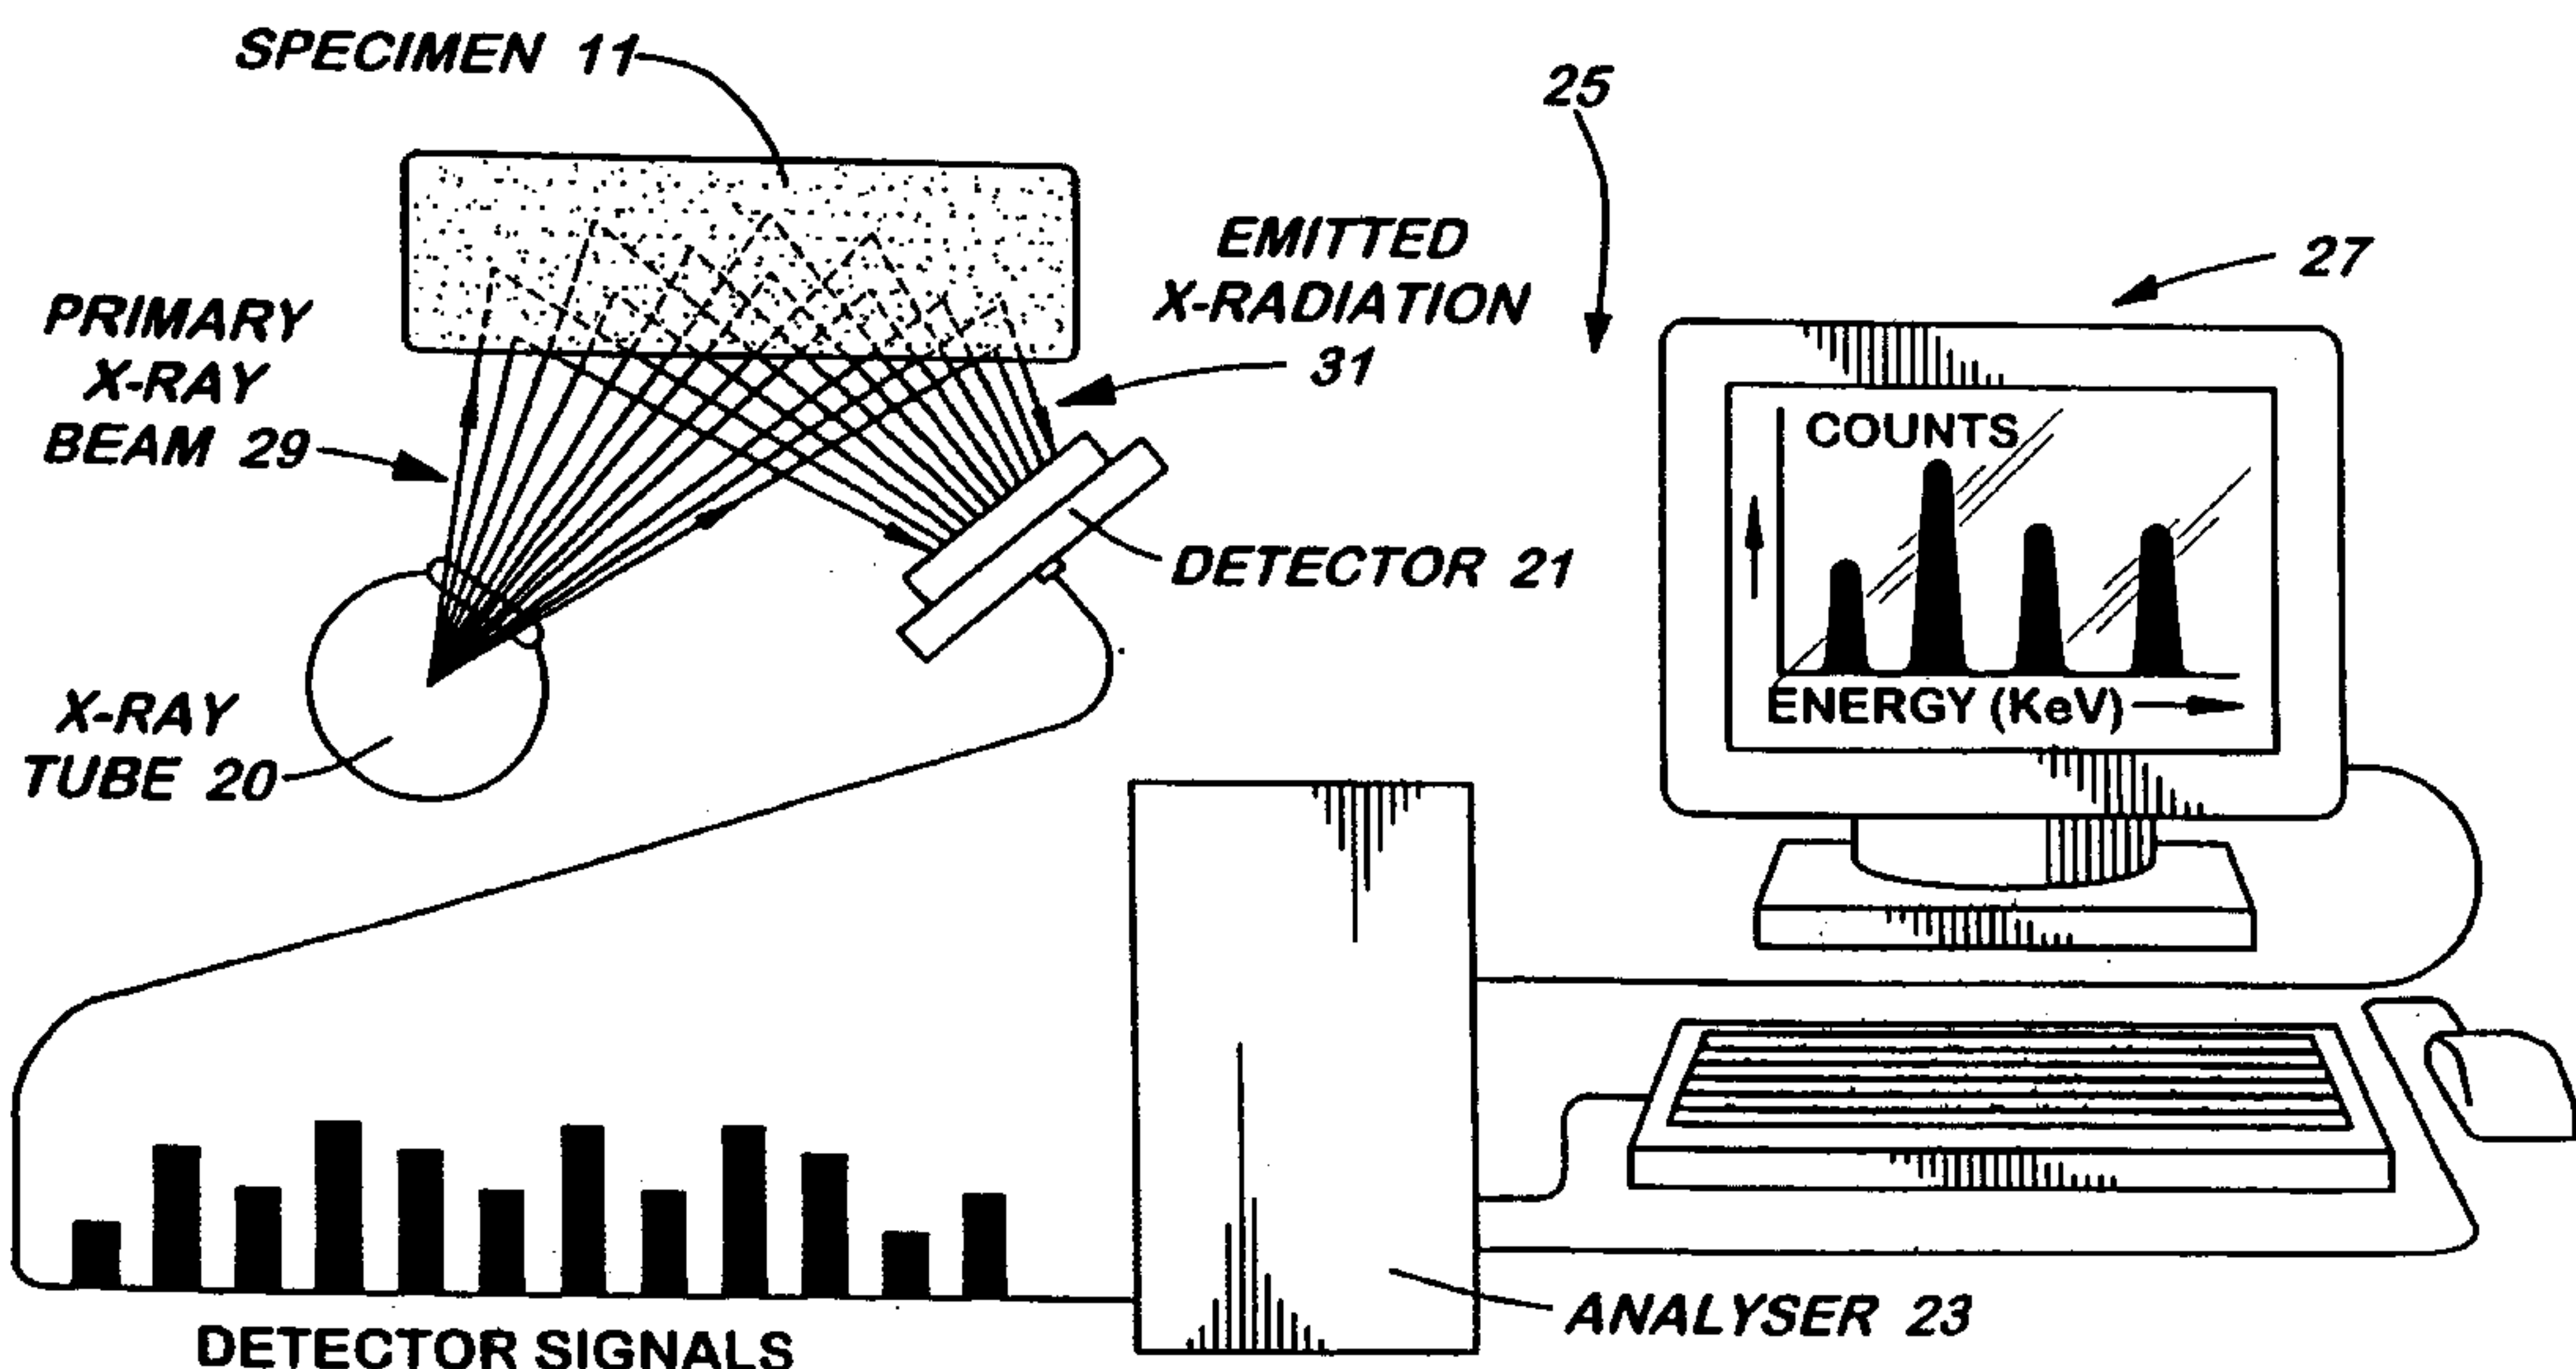 SPECIMEN 11
25
EMITTED
X-RADIATION
31
27
PRIMARY
X-RAY
BEAM 29
COUNTS
DETECTOR 21
ENERGY (KeV)
X-RAY
TUBE 20
ANALYSER 23
DETECTOR SIGNALS